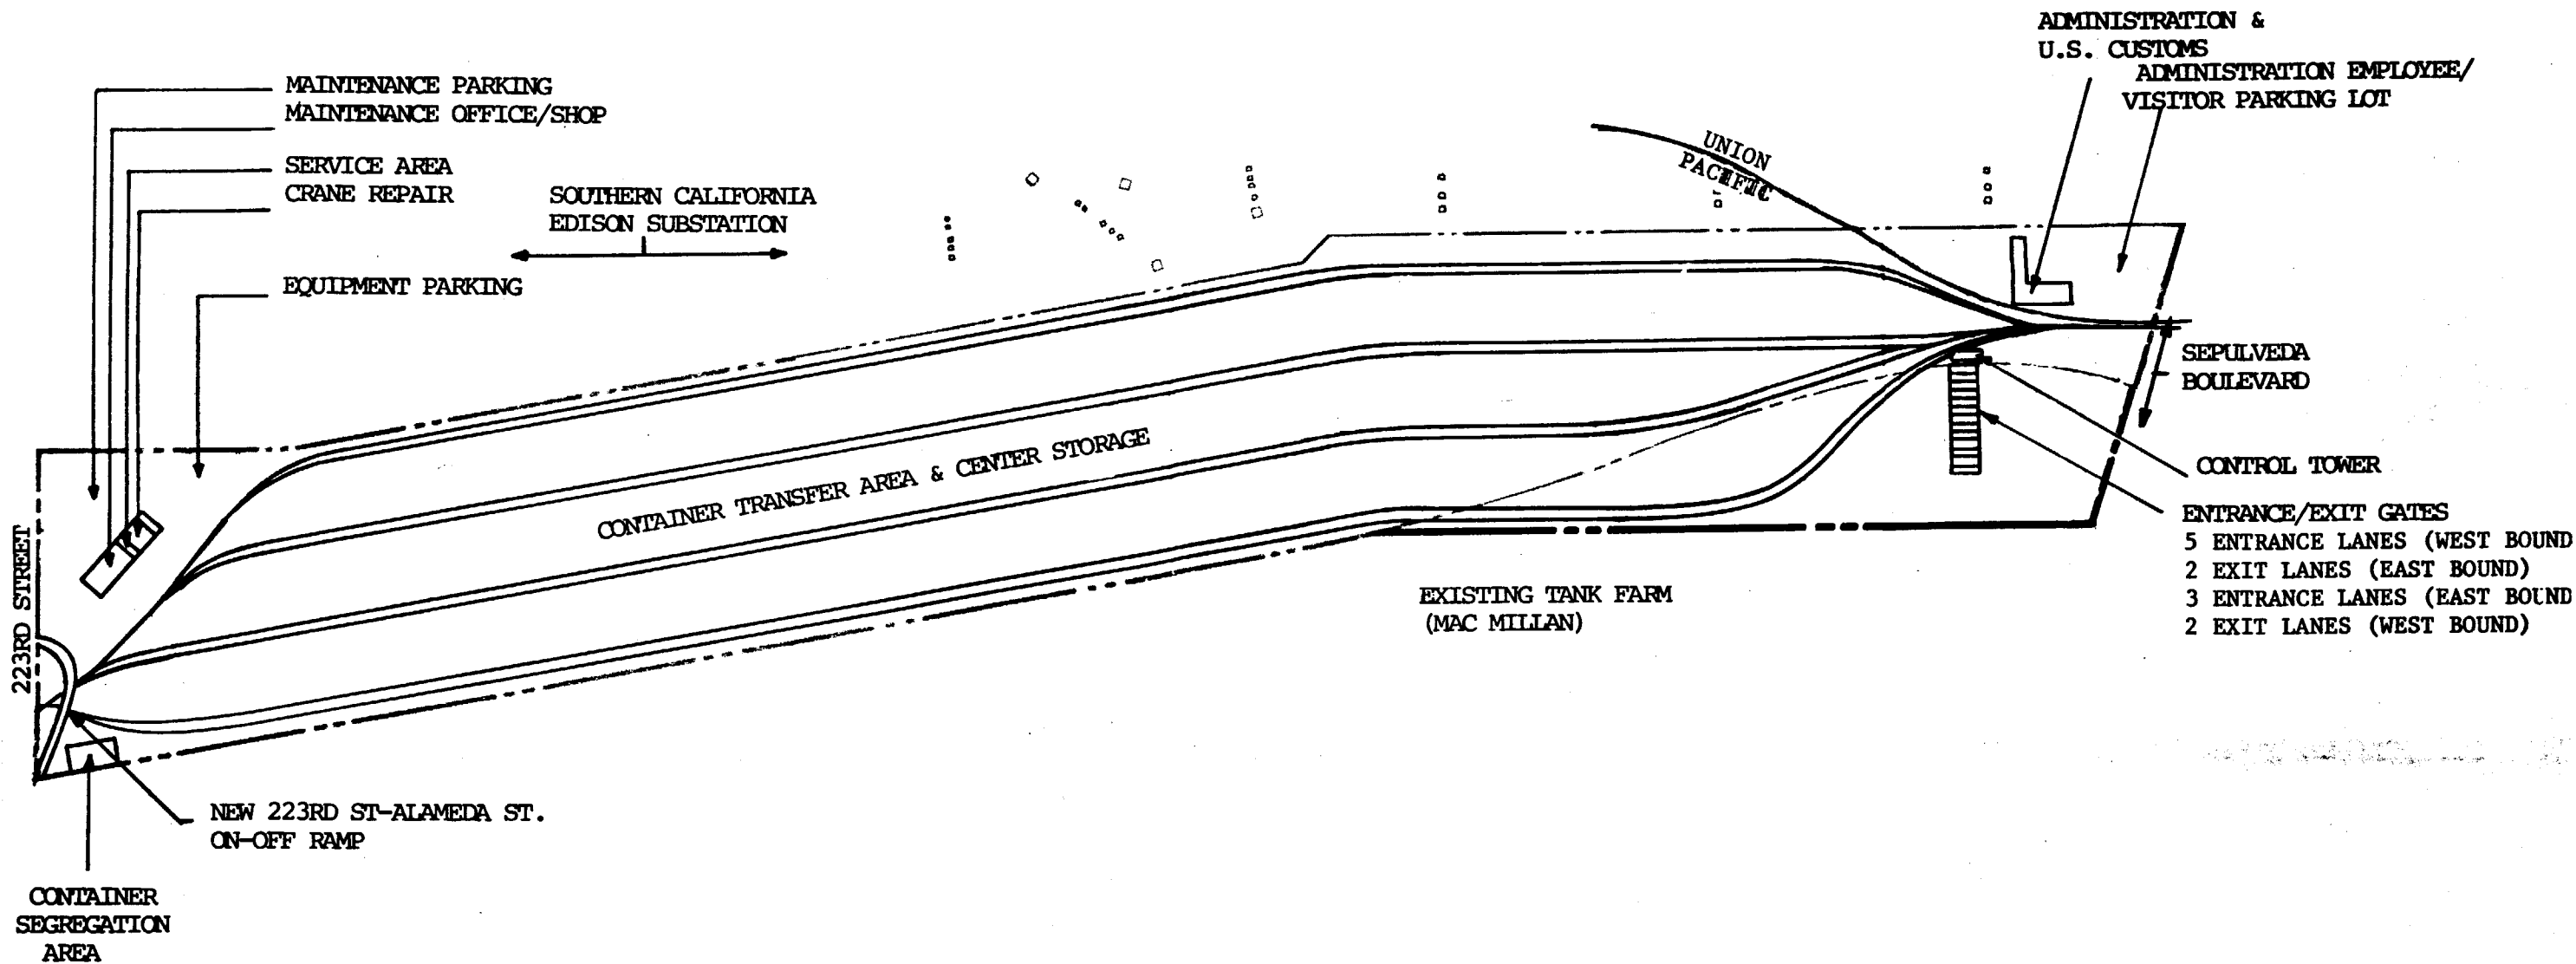 ADMINISTRATION &
U.S. CUSTOMS
ADMINISTRATION EMPLOYEE/
VISITOR PARKING LOT
MAINTENANCE PARKING
MAINTENANCE OFFICE/SHOP
SERVICE AREA
CRANE REPAIR
SOUTHERN CALIFORNIA
EDISON SUBSTATION
EQUIPMENT PARKING
UNION
PACIFIC
SEPULVEDA
BOULEVARD
CONTAINER TRANSFER AREA & CENTER STORAGE
CONTROL TOWER
ENTRANCE/EXIT GATES
5 ENTRANCE LANES (WEST BOUND
2 EXIT LANES (EAST BOUND)
3 ENTRANCE LANES (EAST BOUND
2 EXIT LANES (WEST BOUND)
223RD STREET
EXISTING TANK FARM
(MAC MILLAN)
NEW 223RD ST-ALAMEDA ST.
ON-OFF RAMP
CONTAINER
SEGREGATION
AREA